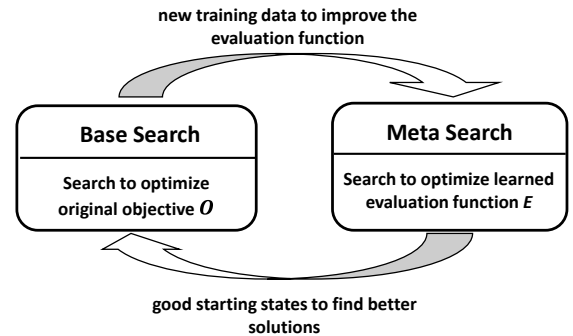 new training data to improve the
evaluation function
Base Search
Search to optimize
original objective O
Meta Search
Search to optimize learned
evaluation function E
good starting states to find better
solutions